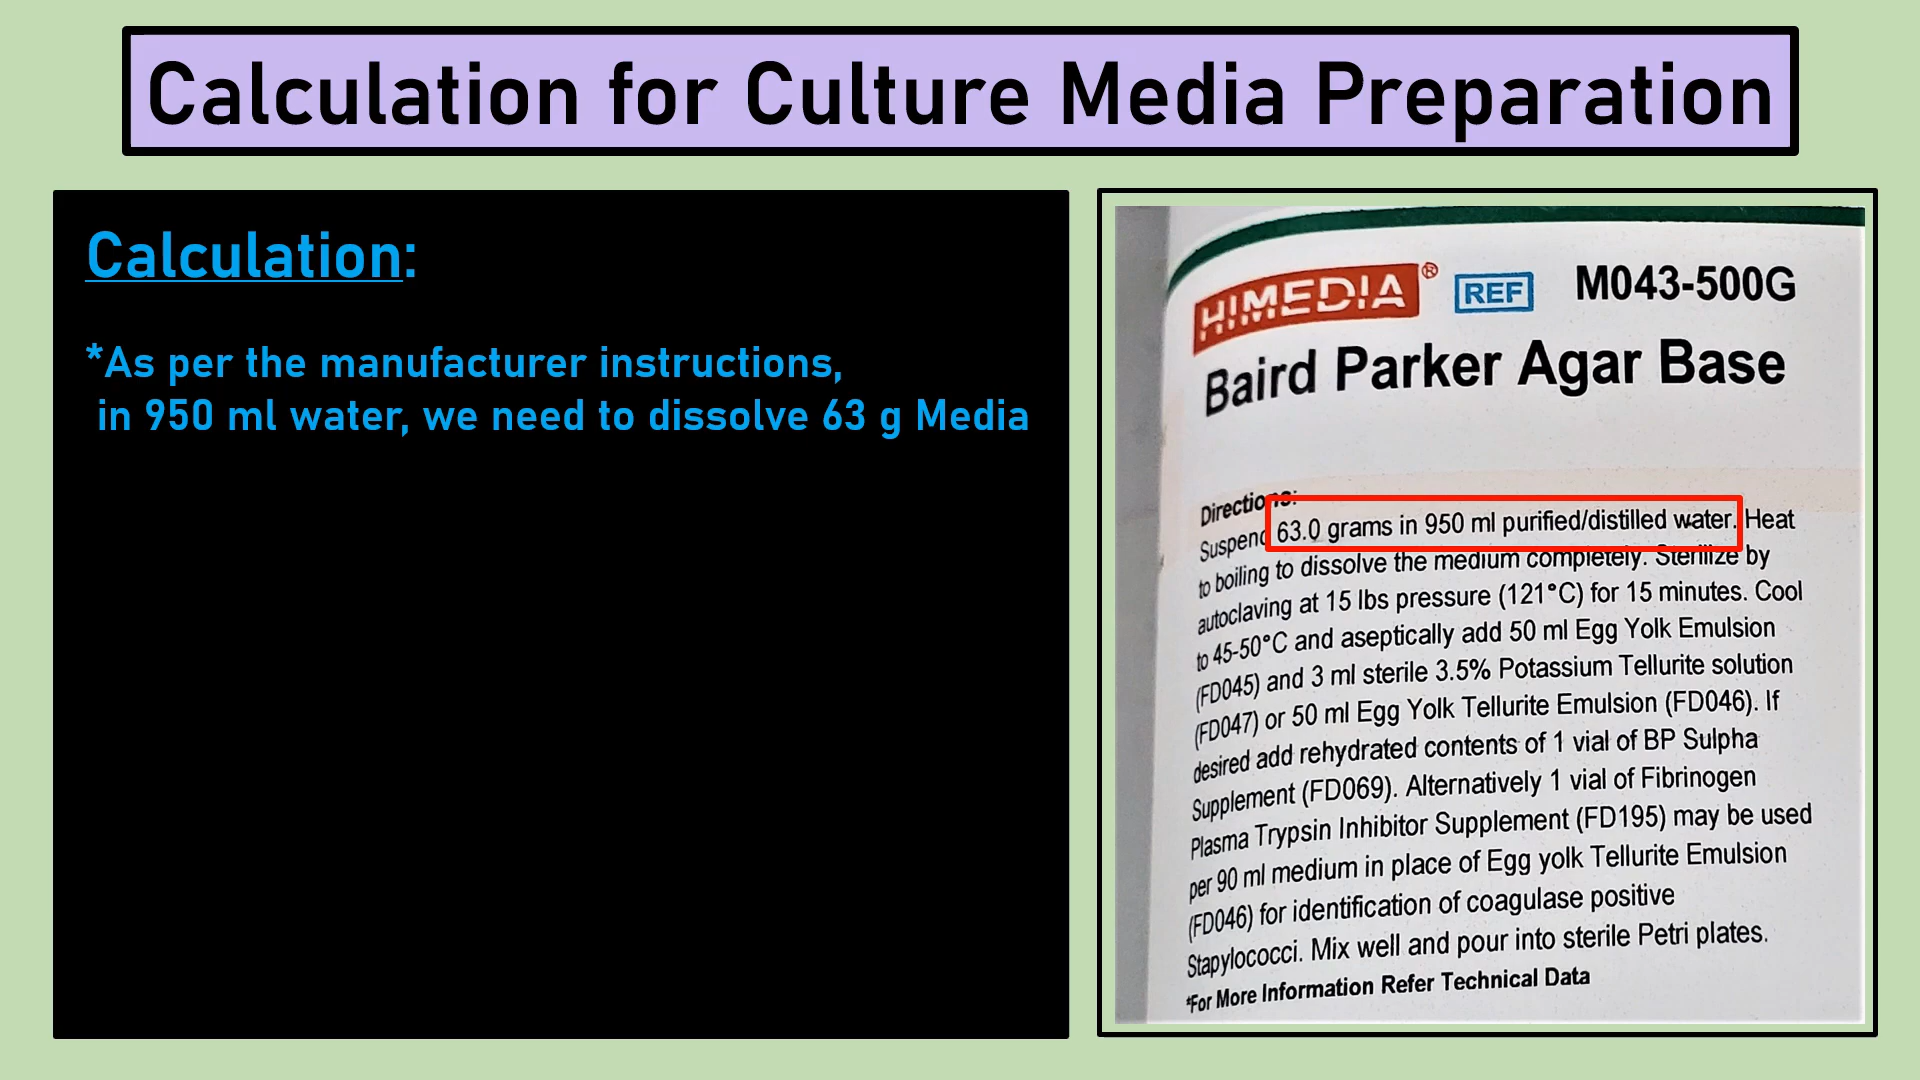 Calculation for Culture Media Preparation
Calculation:
*As per the manufacturer instructions,
in 950 ml water, we need to dissolve 63 g Media
HIMEDIA® REF M043-500G
Baird Parker Agar Base
Directions:
Suspend 63.0 grams in 950 ml purified/distilled water. Heat
to boiling to dissolve the medium completely. Sterilize by
autoclaving at 15 lbs pressure (121°C) for 15 minutes. Cool
to 45-50°C and aseptically add 50 ml Egg Yolk Emulsion
(FD045) and 3 ml sterile 3.5% Potassium Tellurite solution
(FD047) or 50 ml Egg Yolk Tellurite Emulsion (FD046). If
desired add rehydrated contents of 1 vial of BP Sulpha
Supplement (FD069). Alternatively 1 vial of Fibrinogen
Plasma Trypsin Inhibitor Supplement (FD195) may be used
per 90 ml medium in place of Egg yolk Tellurite Emulsion
(FD046) for identification of coagulase positive
Stapylococci. Mix well and pour into sterile Petri plates.
*For More Information Refer Technical Data